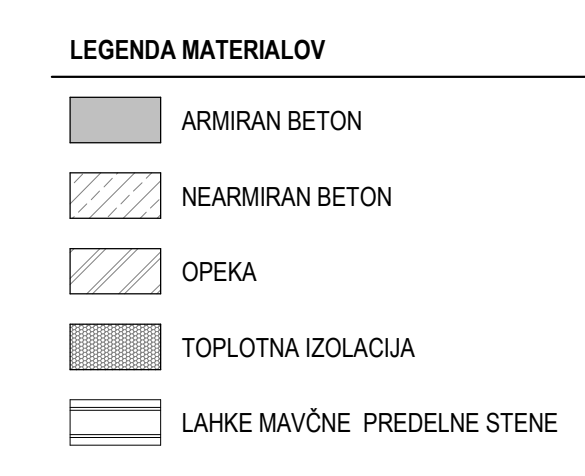 LEGENDA MATERIALOV
ARMIRAN BETON
NEARMIRAN BETON
OPEKA
TOPLOTNA IZOLACIJA
LAHKE MAVČNE PREDELNE STENE